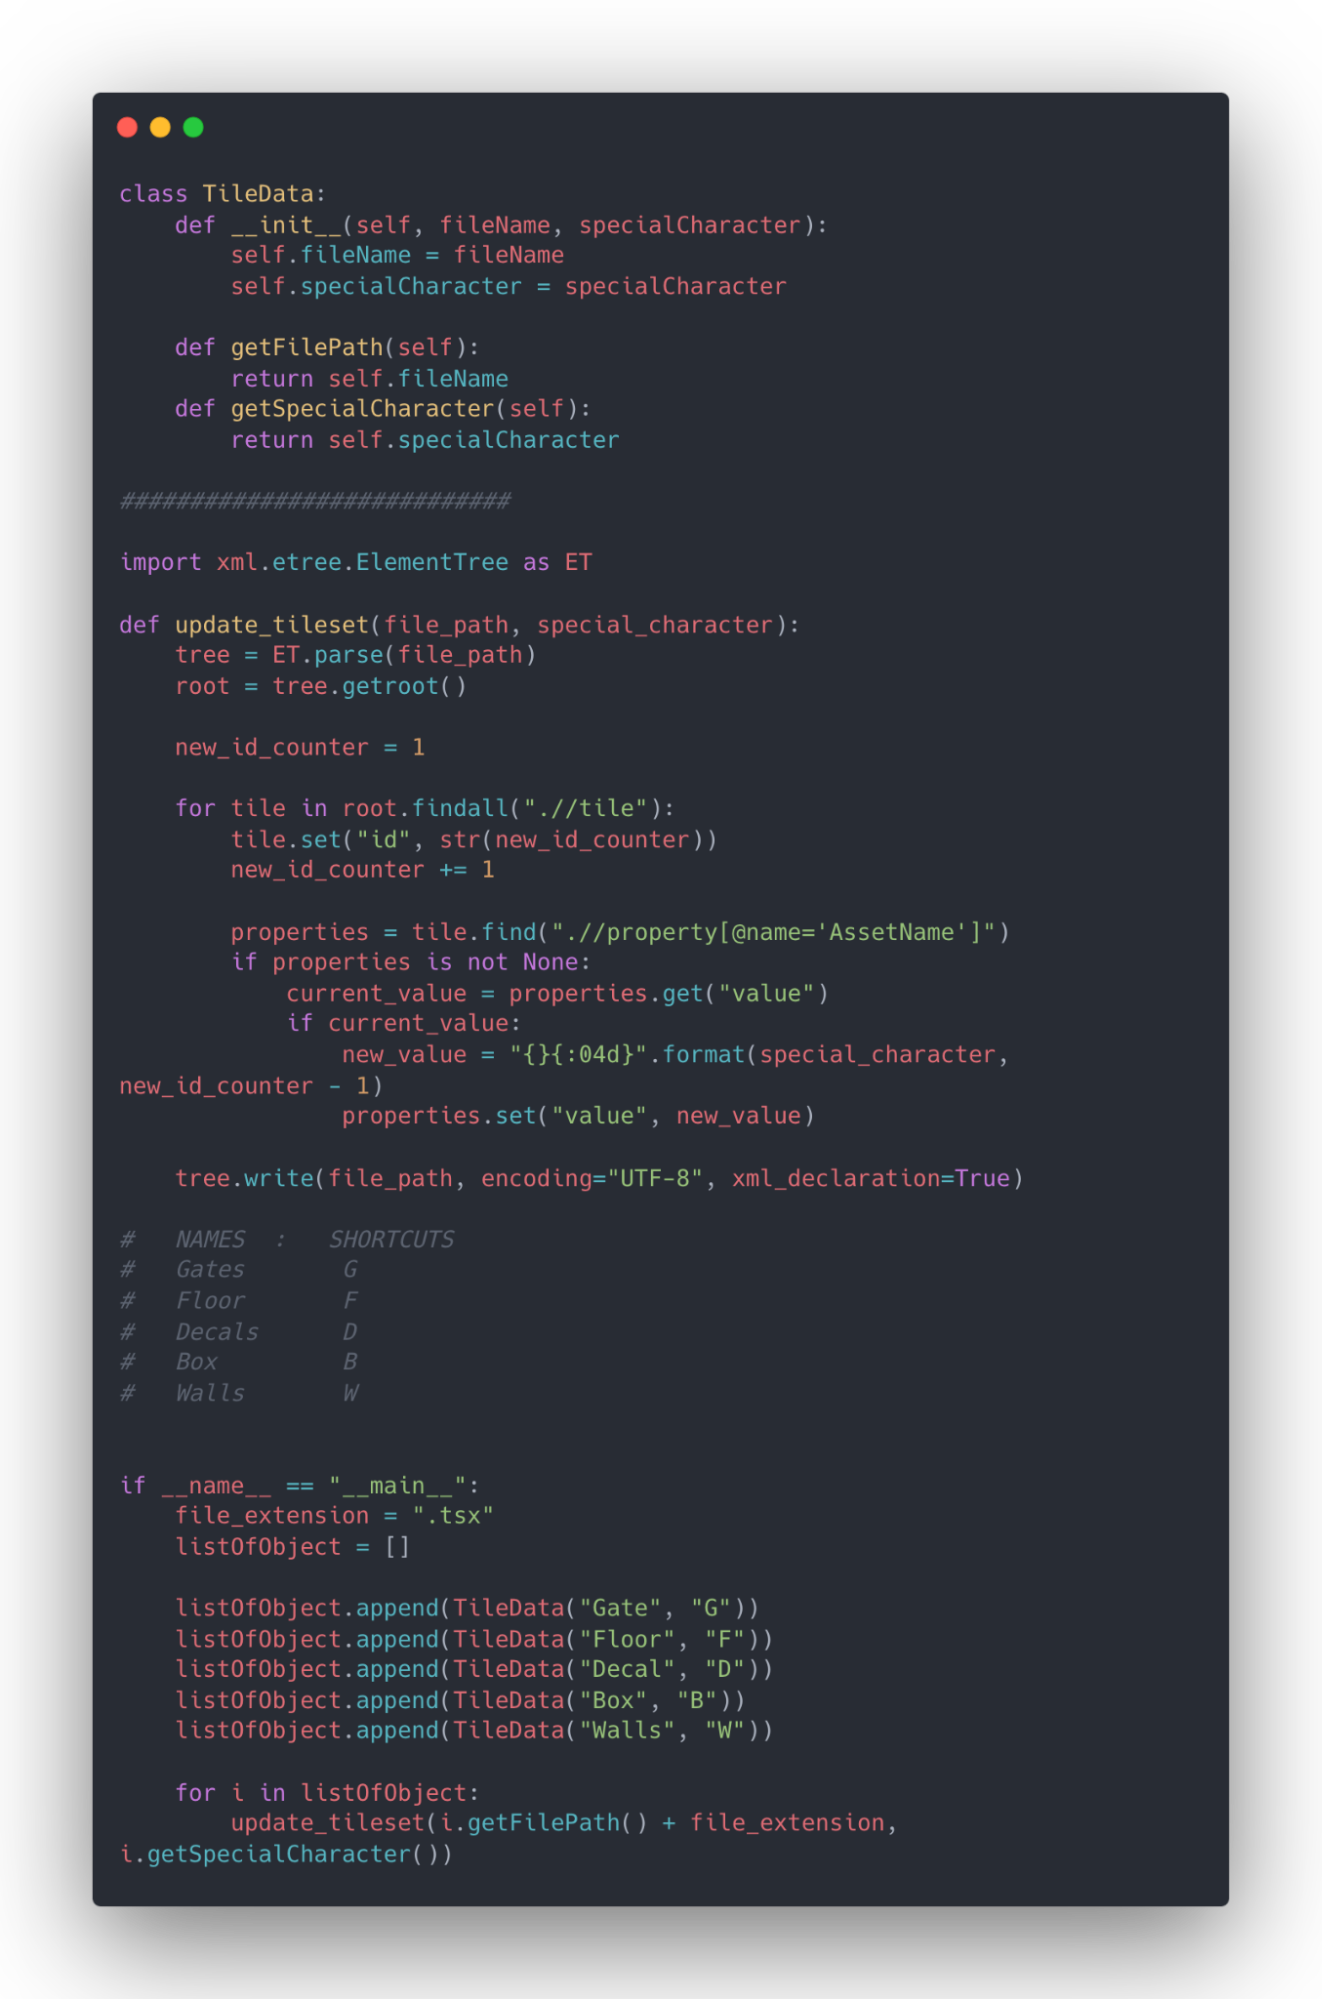 class TileData:
    def __init__(self, fileName, specialCharacter):
        self.fileName = fileName
        self.specialCharacter = specialCharacter

    def getFilePath(self):
        return self.fileName
    def getSpecialCharacter(self):
        return self.specialCharacter

############################

import xml.etree.ElementTree as ET

def update_tileset(file_path, special_character):
    tree = ET.parse(file_path)
    root = tree.getroot()

    new_id_counter = 1

    for tile in root.findall(".//tile"):
        tile.set("id", str(new_id_counter))
        new_id_counter += 1

        properties = tile.find(".//property[@name='AssetName']")
        if properties is not None:
            current_value = properties.get("value")
            if current_value:
                new_value = "{}{:04d}".format(special_character,
new_id_counter - 1)
                properties.set("value", new_value)

    tree.write(file_path, encoding="UTF-8", xml_declaration=True)

#   NAMES  :   SHORTCUTS
#   Gates       G
#   Floor       F
#   Decals      D
#   Box         B
#   Walls       W


if __name__ == "__main__":
    file_extension = ".tsx"
    listOfObject = []

    listOfObject.append(TileData("Gate", "G"))
    listOfObject.append(TileData("Floor", "F"))
    listOfObject.append(TileData("Decal", "D"))
    listOfObject.append(TileData("Box", "B"))
    listOfObject.append(TileData("Walls", "W"))

    for i in listOfObject:
        update_tileset(i.getFilePath() + file_extension,
i.getSpecialCharacter())